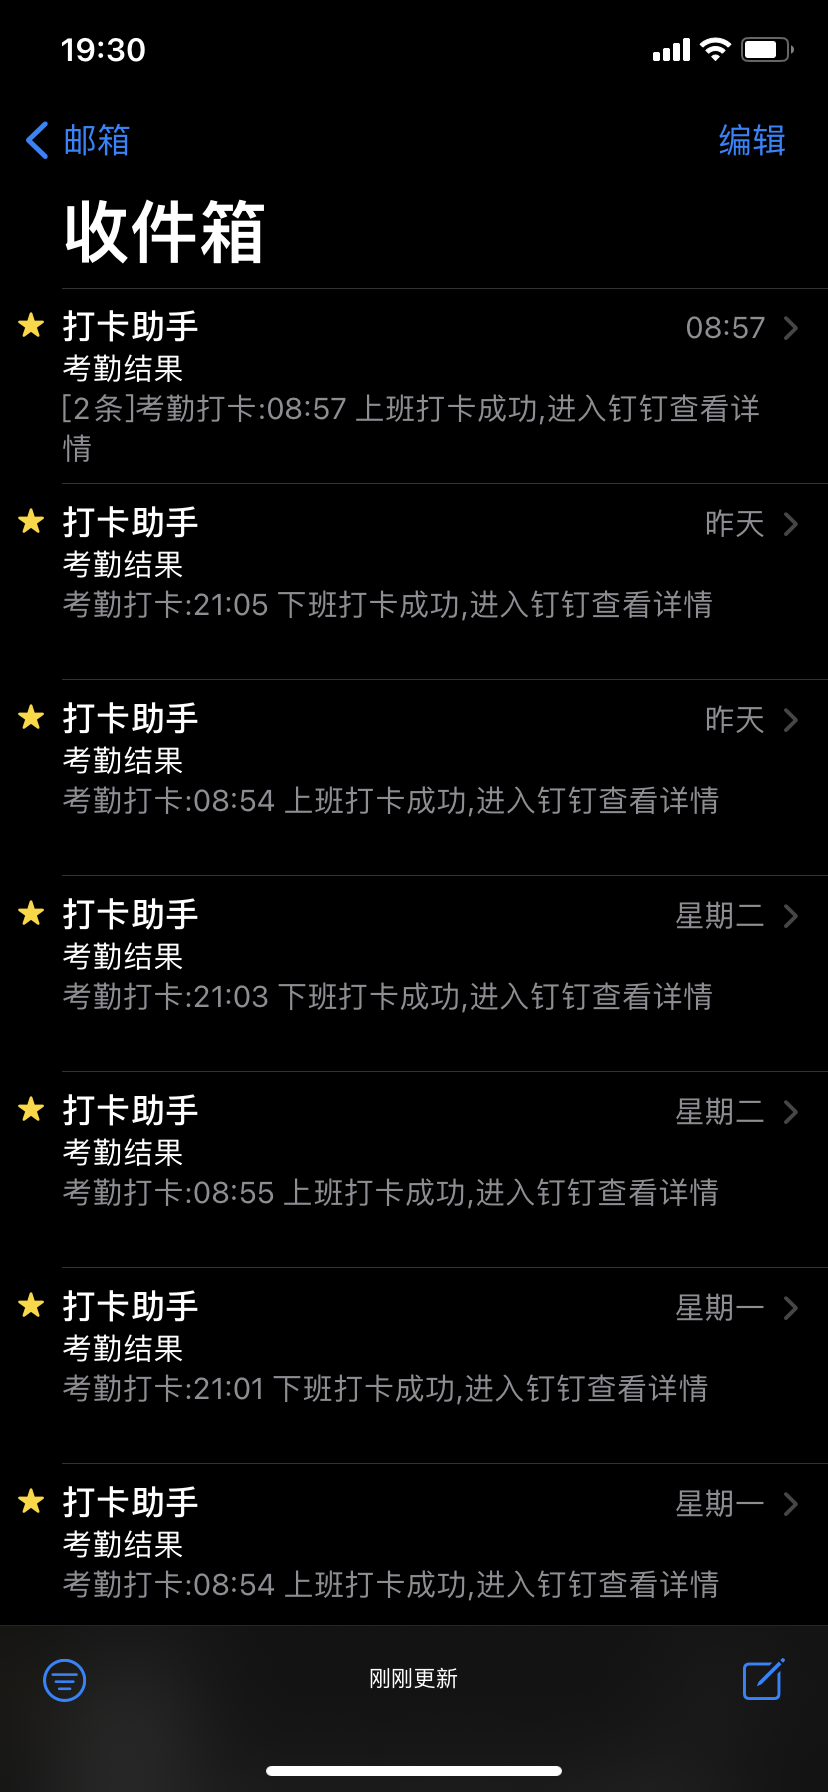 19:30
邮箱
编辑
收件箱
打卡助手
08:57
考勤结果
[2条]考勤打卡:08:57 上班打卡成功,进入钉钉查看详
情
打卡助手
昨天
考勤结果
考勤打卡:21:05 下班打卡成功,进入钉钉查看详情
打卡助手
昨天
考勤结果
考勤打卡:08:54 上班打卡成功,进入钉钉查看详情
打卡助手
星期二
考勤结果
考勤打卡:21:03 下班打卡成功,进入钉钉查看详情
打卡助手
星期二
考勤结果
考勤打卡:08:55 上班打卡成功,进入钉钉查看详情
打卡助手
星期一
考勤结果
考勤打卡:21:01 下班打卡成功,进入钉钉查看详情
打卡助手
星期一
考勤结果
考勤打卡:08:54 上班打卡成功,进入钉钉查看详情
刚刚更新